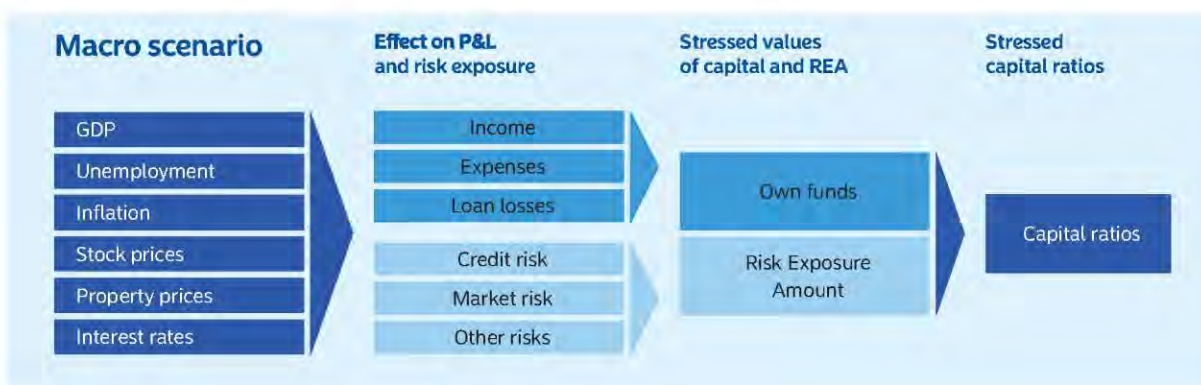 Macro scenario
GDP
Unemployment
Inflation
Stock prices
Property prices
Interest rates
Effect on P&L
and risk exposure
Income
Expenses
Loan losses
Credit risk
Market risk
Other risks
Stressed values
of capital and REA
Own funds
Risk Exposure
Amount
Stressed
capital ratios
Capital ratios